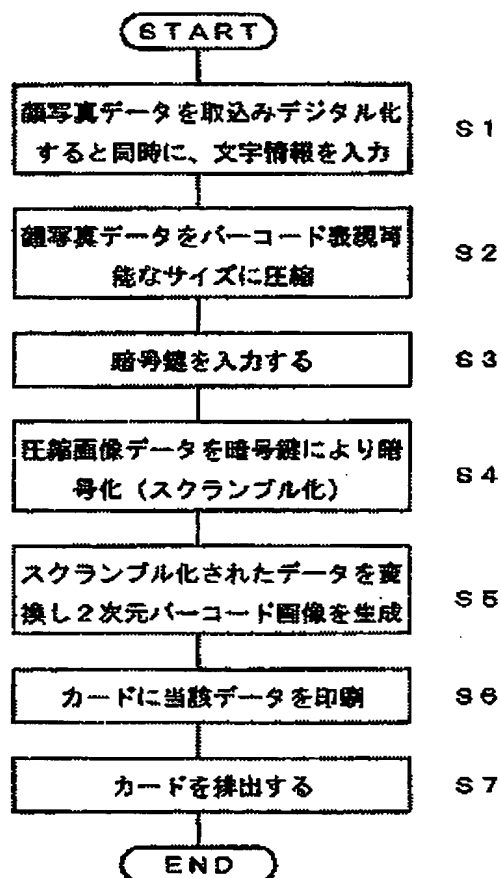 START
顔写真データを取込みデジタル化
すると同時に、文字情報を入力
S1
顔写真データをバーコード表現可
能なサイズに圧縮
S2
暗号鍵を入力する
S3
圧縮画像データを暗号鍵により暗
号化（スクランブル化）
S4
スクランブル化されたデータを変
換し2次元バーコード画像を生成
S5
カードに当該データを印刷
S6
カードを排出する
S7
END